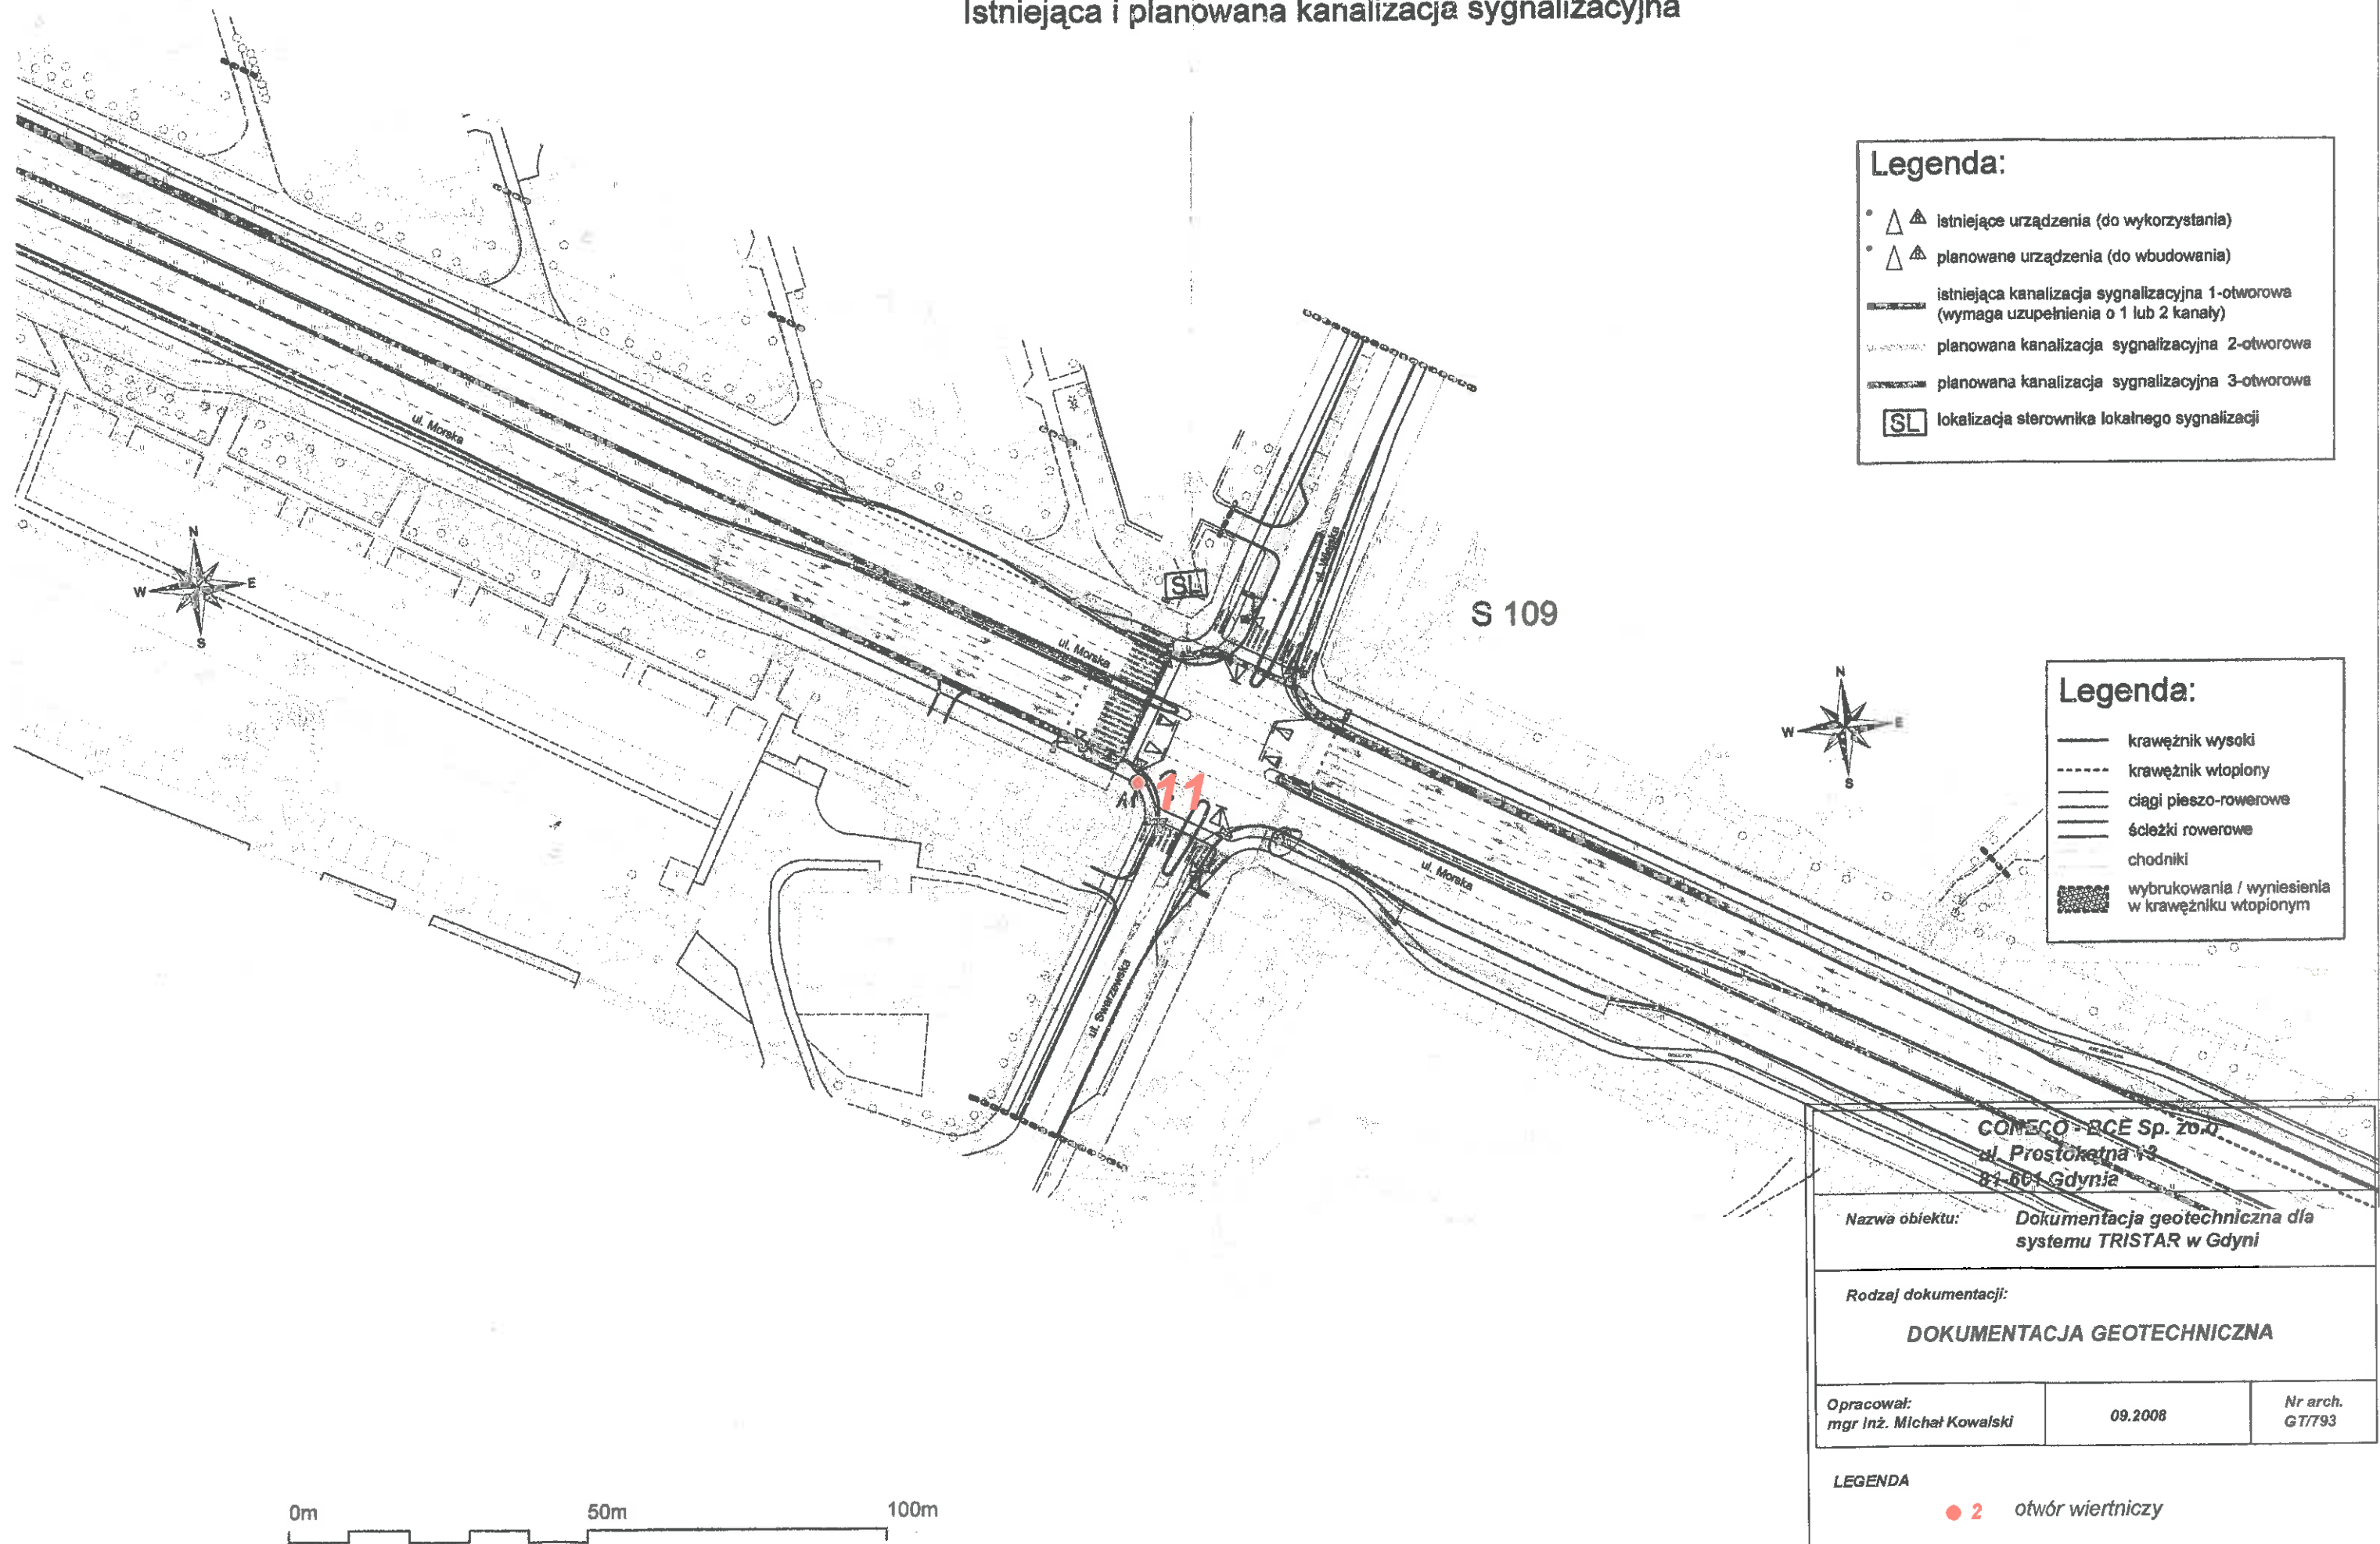 Istniejąca i planowana kanalizacja sygnalizacyjna
Legenda:
istniejące urządzenia (do wykorzystania)
planowane urządzenia (do wbudowania)
istniejąca kanalizacja sygnalizacyjna 1-otworowa
(wymaga uzupełnienia o 1 lub 2 kanały)
planowana kanalizacja sygnalizacyjna 2-otworowa
planowana kanalizacja sygnalizacyjna 3-otworowa
SL lokalizacja sterownika lokalnego sygnalizacji
ul. Morska
N
W E
S
SL
ul. Wiejska
S 109
ul. Morska
N
W E
S
Legenda:
krawężnik wysoki
krawężnik wtopiony
ciągi pieszo-rowerowe
ścieżki rowerowe
chodniki
wybrukowania / wyniesienia
w krawężniku wtopionym
11
A1
ul. Morska
ul. Swarzewska
CONECO - BCE Sp. zo.o.
ul. Prostokątna 13
81-601 Gdynia
Nazwa obiektu: Dokumentacja geotechniczna dla
systemu TRISTAR w Gdyni
Rodzaj dokumentacji:
DOKUMENTACJA GEOTECHNICZNA
Opracował:
mgr inż. Michał Kowalski
09.2008
Nr arch.
GT/793
LEGENDA
2 otwór wiertniczy
0m 50m 100m